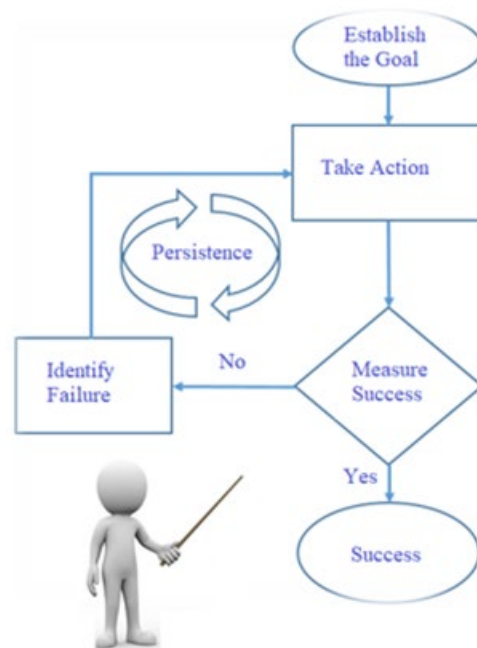 Establish
the Goal
Take Action
Persistence
Identify
Failure
No
Measure
Success
Yes
Success